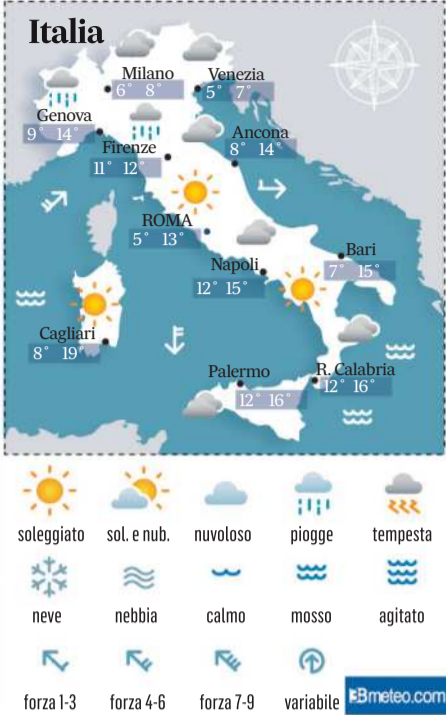 Italia
Milano
6° 8°
Venezia
5° 7°
Genova
9° 14°
Firenze
11° 12°
Ancona
8° 14°
ROMA
5° 13°
Napoli
12° 15°
Bari
7° 15°
Cagliari
8° 19°
Palermo
12° 16°
R. Calabria
12° 16°
soleggiato sol. e nub. nuvoloso piogge tempesta
neve nebbia calmo mosso agitato
forza 1-3 forza 4-6 forza 7-9 variabile
3Bmeteo.com